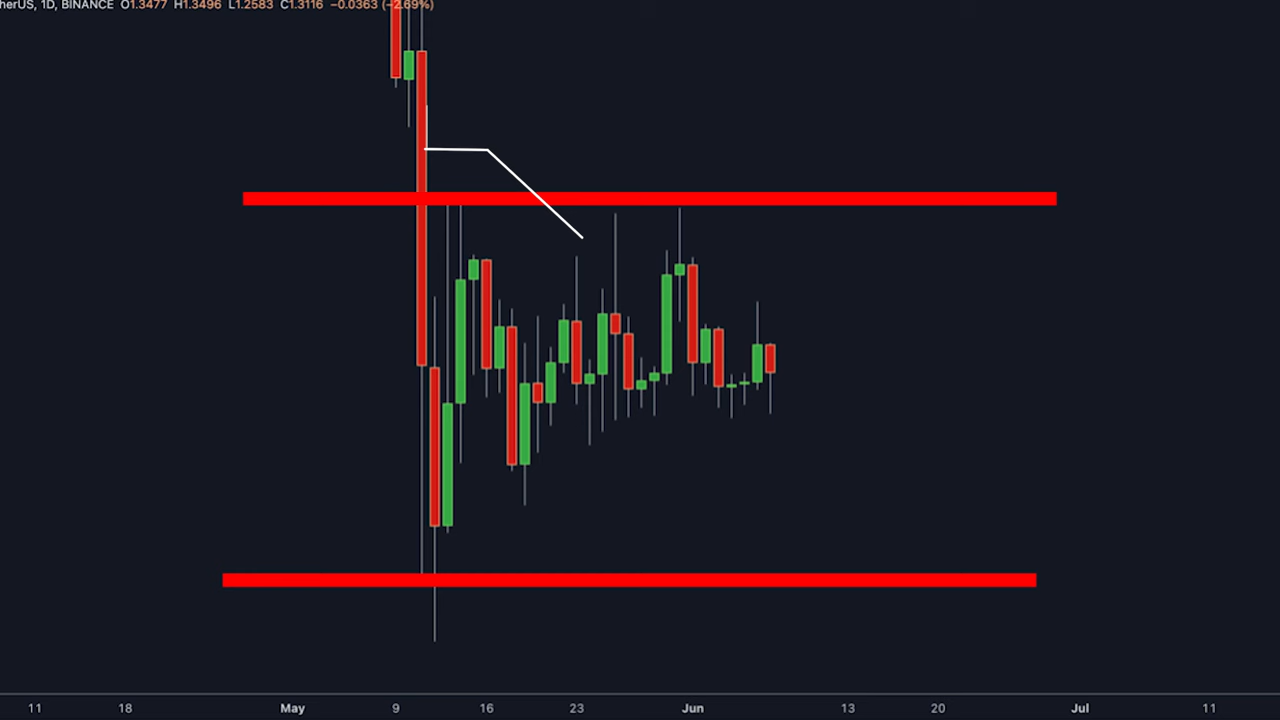 herUS, 1D, BINANCE O1.3477 H1.3496 L1.2583 C1.3116 −0.0363 (−2.69%)
11 18 May 9 16 23 Jun 13 20 Jul 11